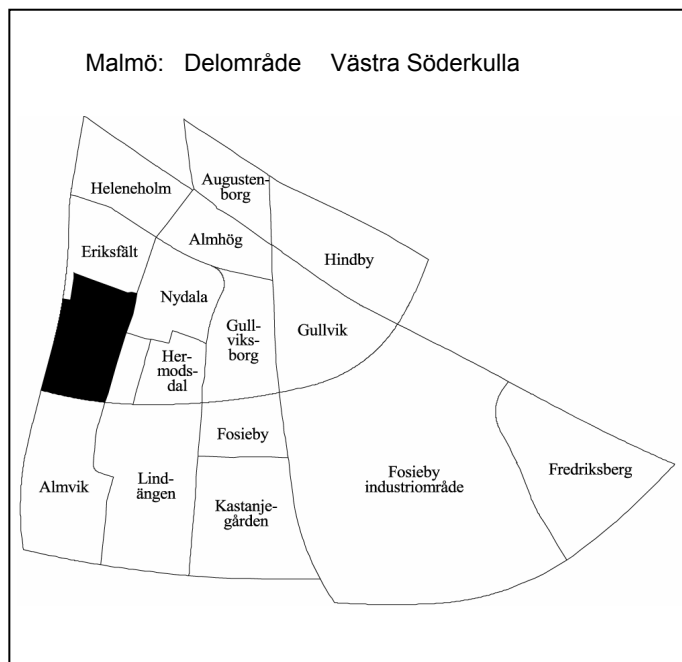 Malmö: Delområde Västra Söderkulla
Heleneholm
Augusten-
borg
Almhög
Eriksfält
Hindby
Nydala
Gull-
viks-
borg
Gullvik
Her-
mods-
dal
Fosieby
Almvik
Lind-
ängen
Kastanje-
gården
Fosieby
industriområde
Fredriksberg